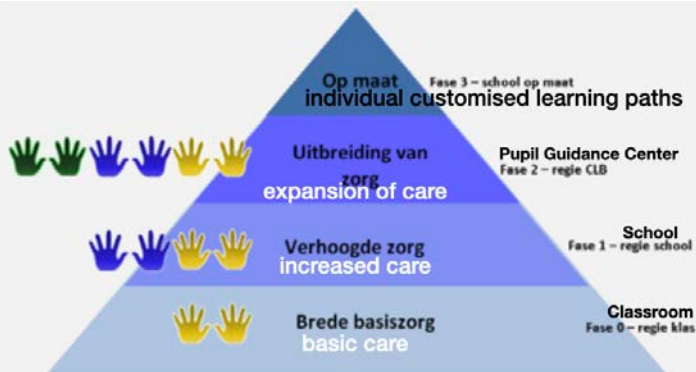 Op maat
Fase 3 – school op maat
individual customised learning paths
Uitbreiding van
zorg
expansion of care
Pupil Guidance Center
Fase 2 – regie CLB
Verhoogde zorg
increased care
School
Fase 1 – regie school
Brede basiszorg
basic care
Classroom
Fase 0 – regie klas